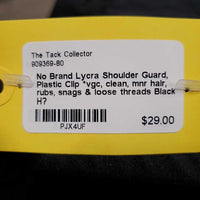 The Tack Collector
909369-80
No Brand Lycra Shoulder Guard,
Plastic Clip *vgc, clean, mnr hair,
rubs, snags & loose threads Black
H?
$29.00
PJX4UF